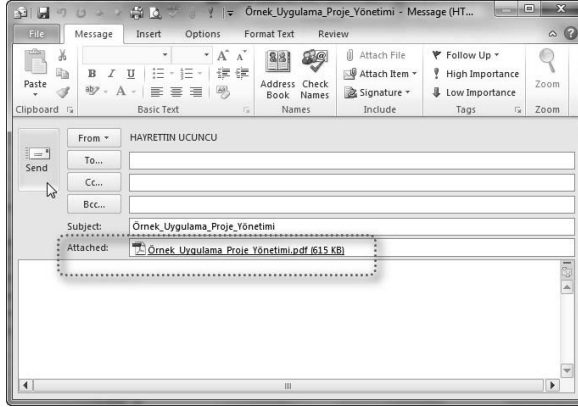 Örnek_Uygulama_Proje_Yönetimi - Message (HT...
File Message Insert Options Format Text Review
Paste
B I U
A A
ab A
Address Book
Check Names
Attach File
Attach Item
Signature
Follow Up
High Importance
Low Importance
Zoom
Clipboard Basic Text Names Include Tags Zoom
Send
From HAYRETTIN UCUNCU
To...
Cc...
Bcc...
Subject: Örnek_Uygulama_Proje_Yönetimi
Attached: Örnek_Uygulama_Proje_Yönetimi.pdf (615 KB)